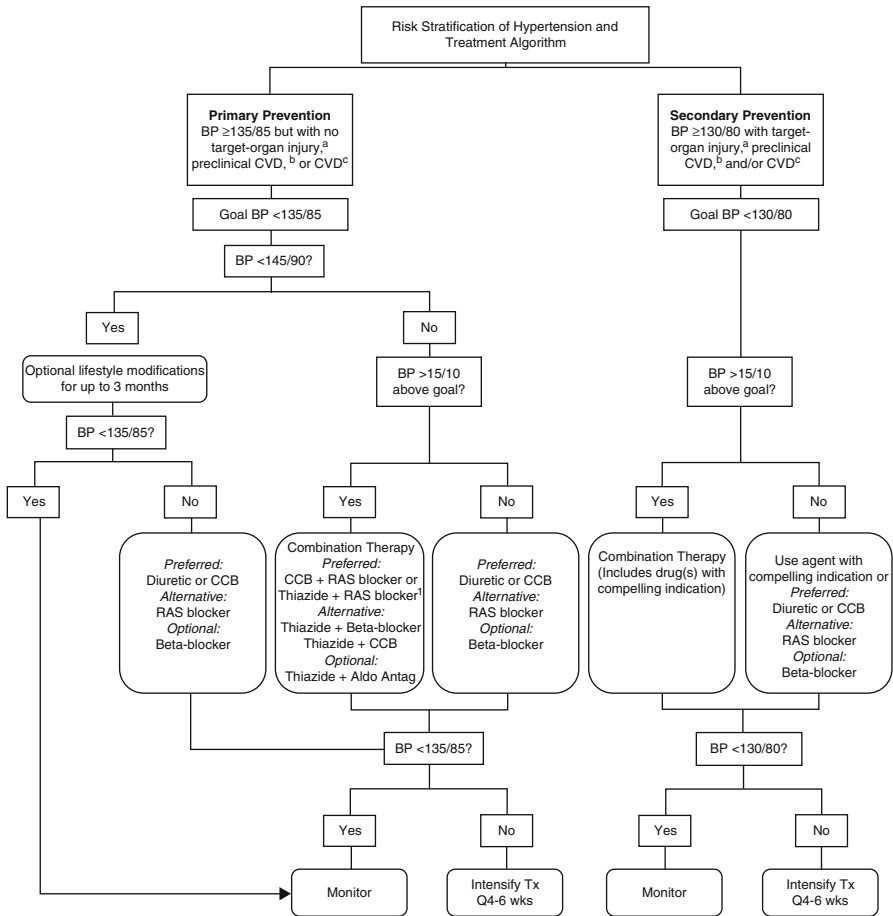 Risk Stratification of Hypertension and
Treatment Algorithm
Primary Prevention
BP ≥135/85 but with no
target-organ injury,a
preclinical CVD, b or CVDc
Secondary Prevention
BP ≥130/80 with target-
organ injury,a preclinical
CVD,b and/or CVDc
Goal BP <135/85
Goal BP <130/80
BP <145/90?
Yes
No
Optional lifestyle modifications
for up to 3 months
BP >15/10
above goal?
BP >15/10
above goal?
BP <135/85?
Yes
No
Yes
No
Yes
No
Preferred:
Diuretic or CCB
Alternative:
RAS blocker
Optional:
Beta-blocker
Combination Therapy
Preferred:
CCB + RAS blocker or
Thiazide + RAS blocker1
Alternative:
Thiazide + Beta-blocker
Thiazide + CCB
Optional:
Thiazide + Aldo Antag
Preferred:
Diuretic or CCB
Alternative:
RAS blocker
Optional:
Beta-blocker
Combination Therapy
(Includes drug(s) with
compelling indication)
Use agent with
compelling indication or
Preferred:
Diuretic or CCB
Alternative:
RAS blocker
Optional:
Beta-blocker
BP <135/85?
BP <130/80?
Yes
No
Yes
No
Monitor
Intensify Tx
Q4-6 wks
Monitor
Intensify Tx
Q4-6 wks